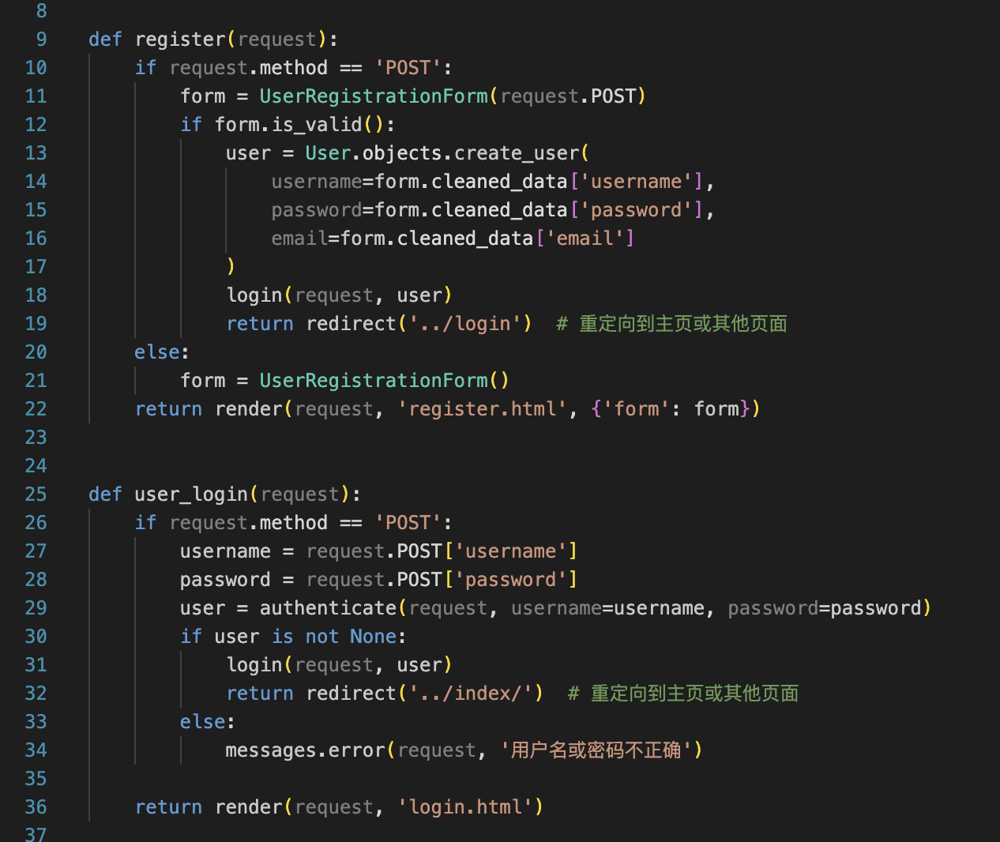 8
9 def register(request):
10 if request.method == 'POST':
11 form = UserRegistrationForm(request.POST)
12 if form.is_valid():
13 user = User.objects.create_user(
14 username=form.cleaned_data['username'],
15 password=form.cleaned_data['password'],
16 email=form.cleaned_data['email']
17 )
18 login(request, user)
19 return redirect('../login')  # 重定向到主页或其他页面
20 else:
21 form = UserRegistrationForm()
22 return render(request, 'register.html', {'form': form})
23
24
25 def user_login(request):
26 if request.method == 'POST':
27 username = request.POST['username']
28 password = request.POST['password']
29 user = authenticate(request, username=username, password=password)
30 if user is not None:
31 login(request, user)
32 return redirect('../index/')  # 重定向到主页或其他页面
33 else:
34 messages.error(request, '用户名或密码不正确')
35
36 return render(request, 'login.html')
37